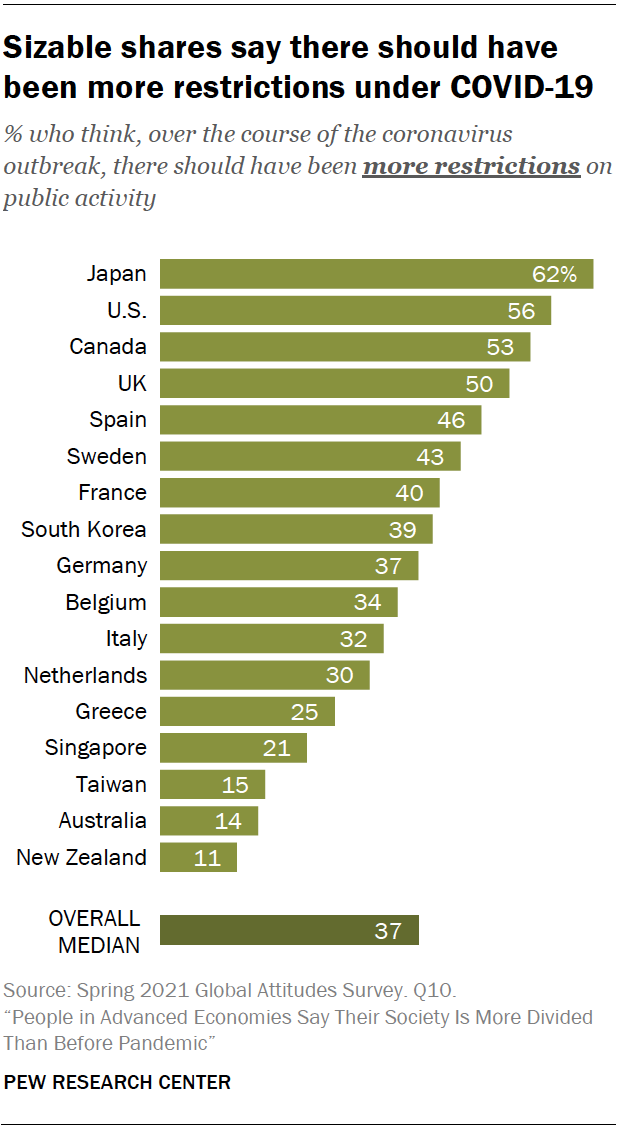 Sizable shares say there should have
been more restrictions under COVID-19
% who think, over the course of the coronavirus
outbreak, there should have been more restrictions on
public activity
Japan 62%
U.S. 56
Canada 53
UK 50
Spain 46
Sweden 43
France 40
South Korea 39
Germany 37
Belgium 34
Italy 32
Netherlands 30
Greece 25
Singapore 21
Taiwan 15
Australia 14
New Zealand 11
OVERALL
MEDIAN 37
Source: Spring 2021 Global Attitudes Survey. Q10.
“People in Advanced Economies Say Their Society Is More Divided
Than Before Pandemic”
PEW RESEARCH CENTER